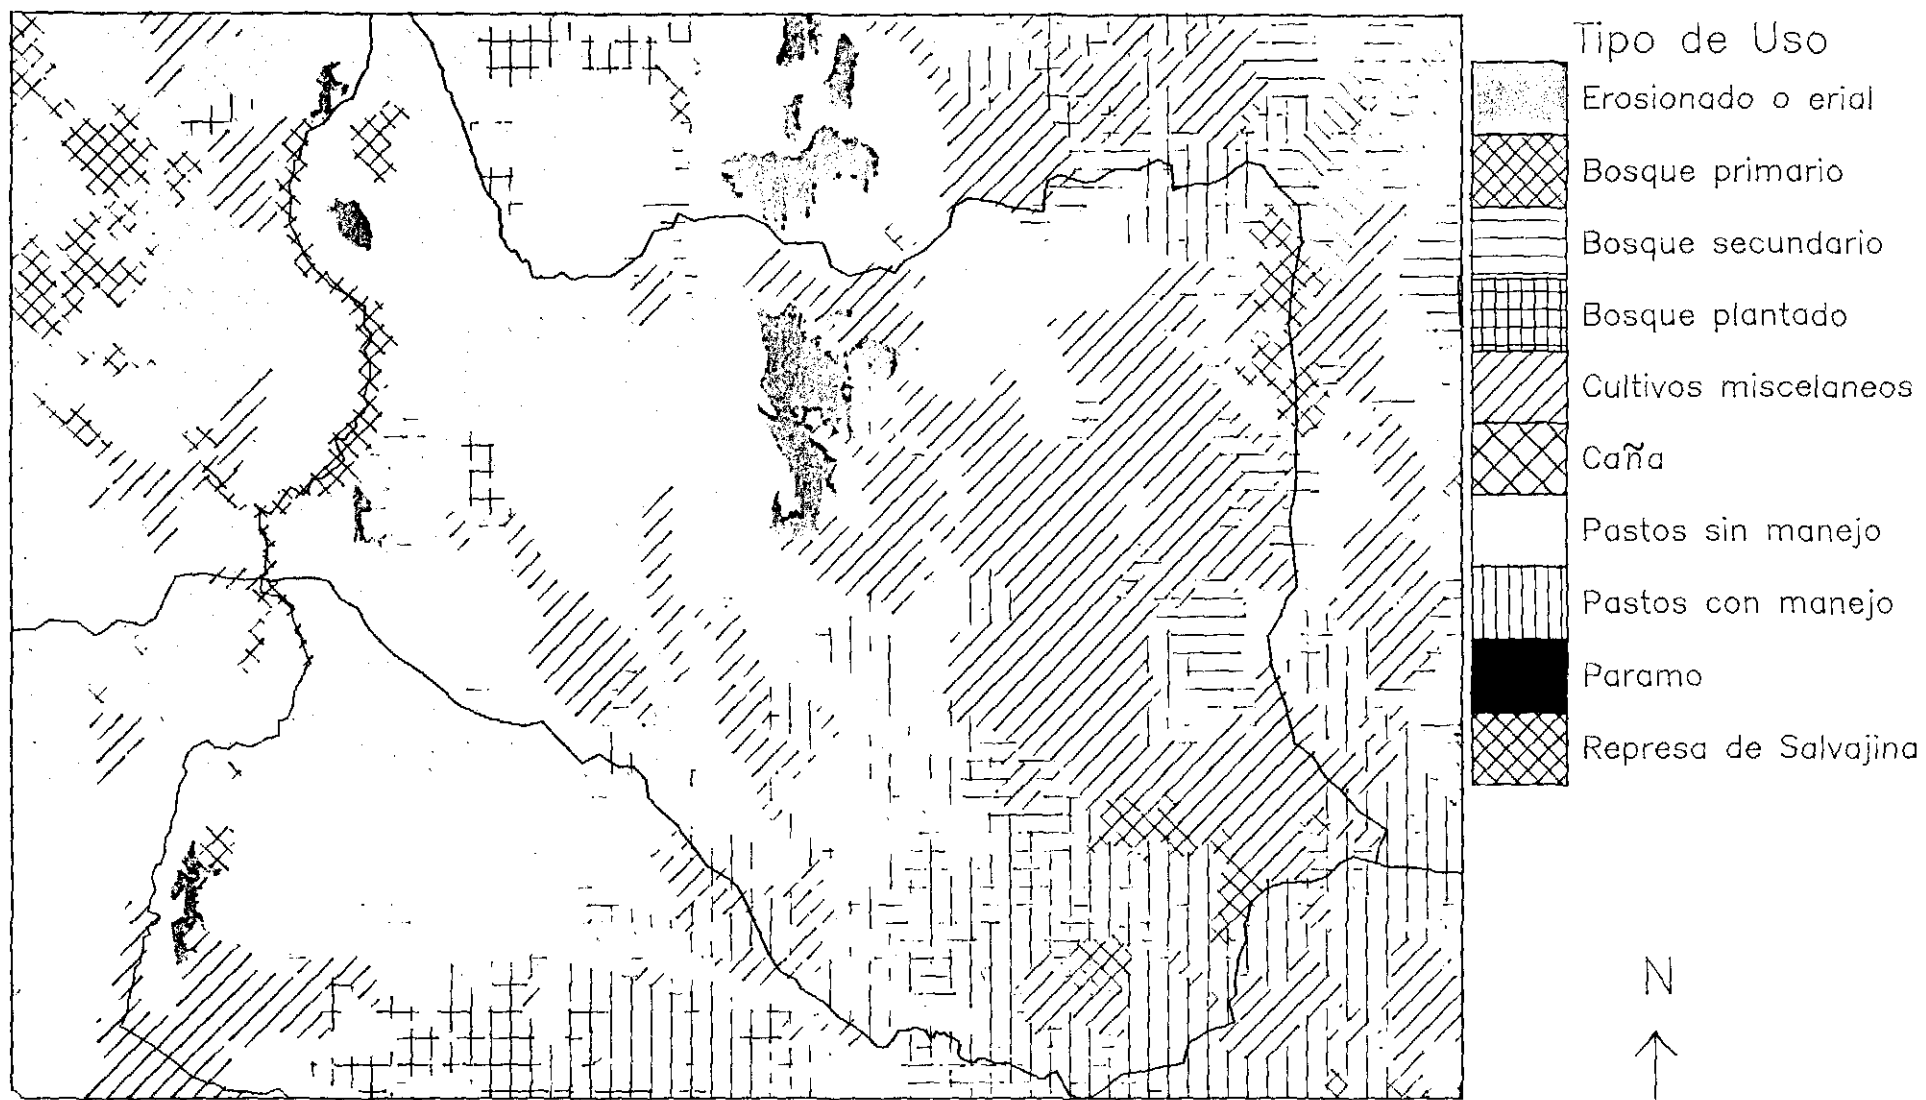 Tipo de Uso
Erosionado o erial
Bosque primario
Bosque secundario
Bosque plantado
Cultivos miscelaneos
Caña
Pastos sin manejo
Pastos con manejo
Paramo
Represa de Salvajina
N